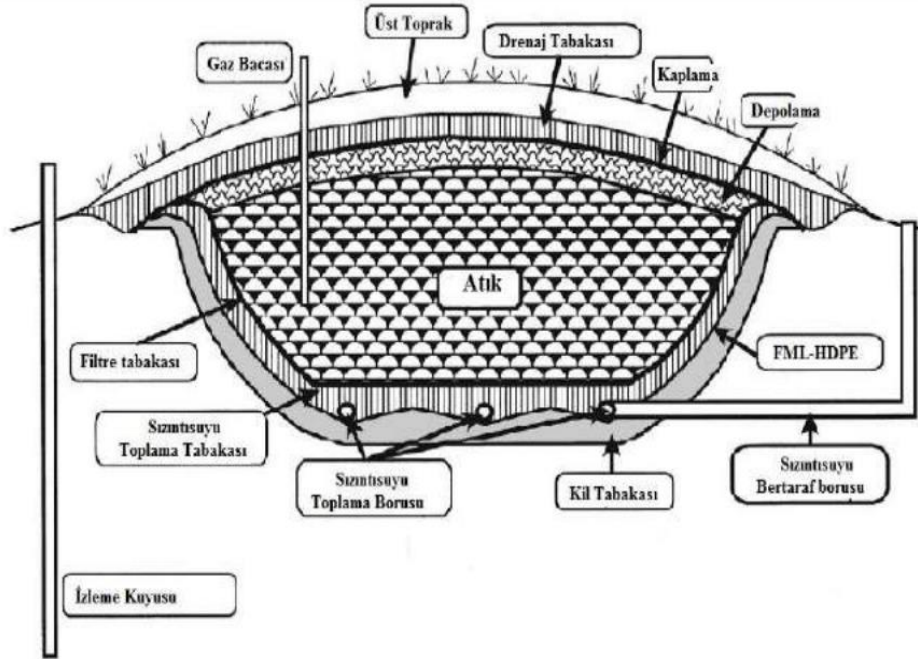 Üst Toprak
Drenaj Tabakası
Gaz Bacası
Kaplama
Depolama
Atık
Filtre tabakası
FML-HDPE
Sızıntısuyu
Toplama Tabakası
Sızıntısuyu
Toplama Borusu
Kil Tabakası
Sızıntısuyu
Bertaraf borusu
İzleme Kuyusu